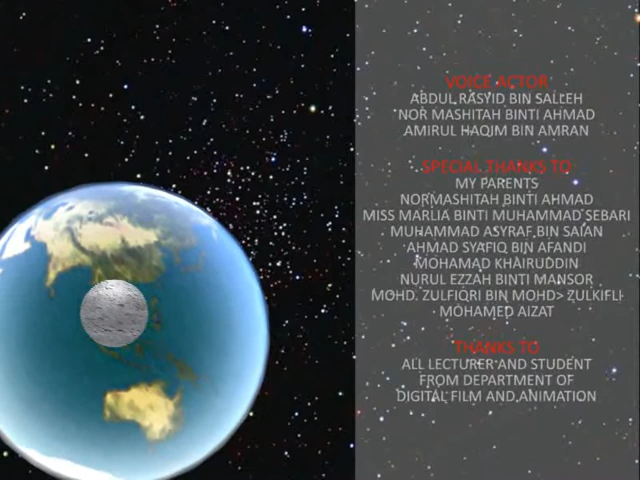 VOICE ACTOR
ABDUL RASYID BIN SALLEH
NOR MASHITAH BINTI AHMAD
AMIRUL HAQIM BIN AMRAN
SPECIAL THANKS TO
MY PARENTS
NORMASHITAH BINTI AHMAD
MISS MARLIA BINTI MUHAMMAD SEBARI
MUHAMMAD ASYRAF BIN SAIAN
AHMAD SYAFIQ BIN AFANDI
MOHAMAD KHAIRUDDIN
NURUL EZZAH BINTI MANSOR
MOHD. ZULFIQRI BIN MOHD> ZULKIFLI
MOHAMED AIZAT
THANKS TO
ALL LECTURER AND STUDENT
FROM DEPARTMENT OF
DIGITAL FILM AND ANIMATION